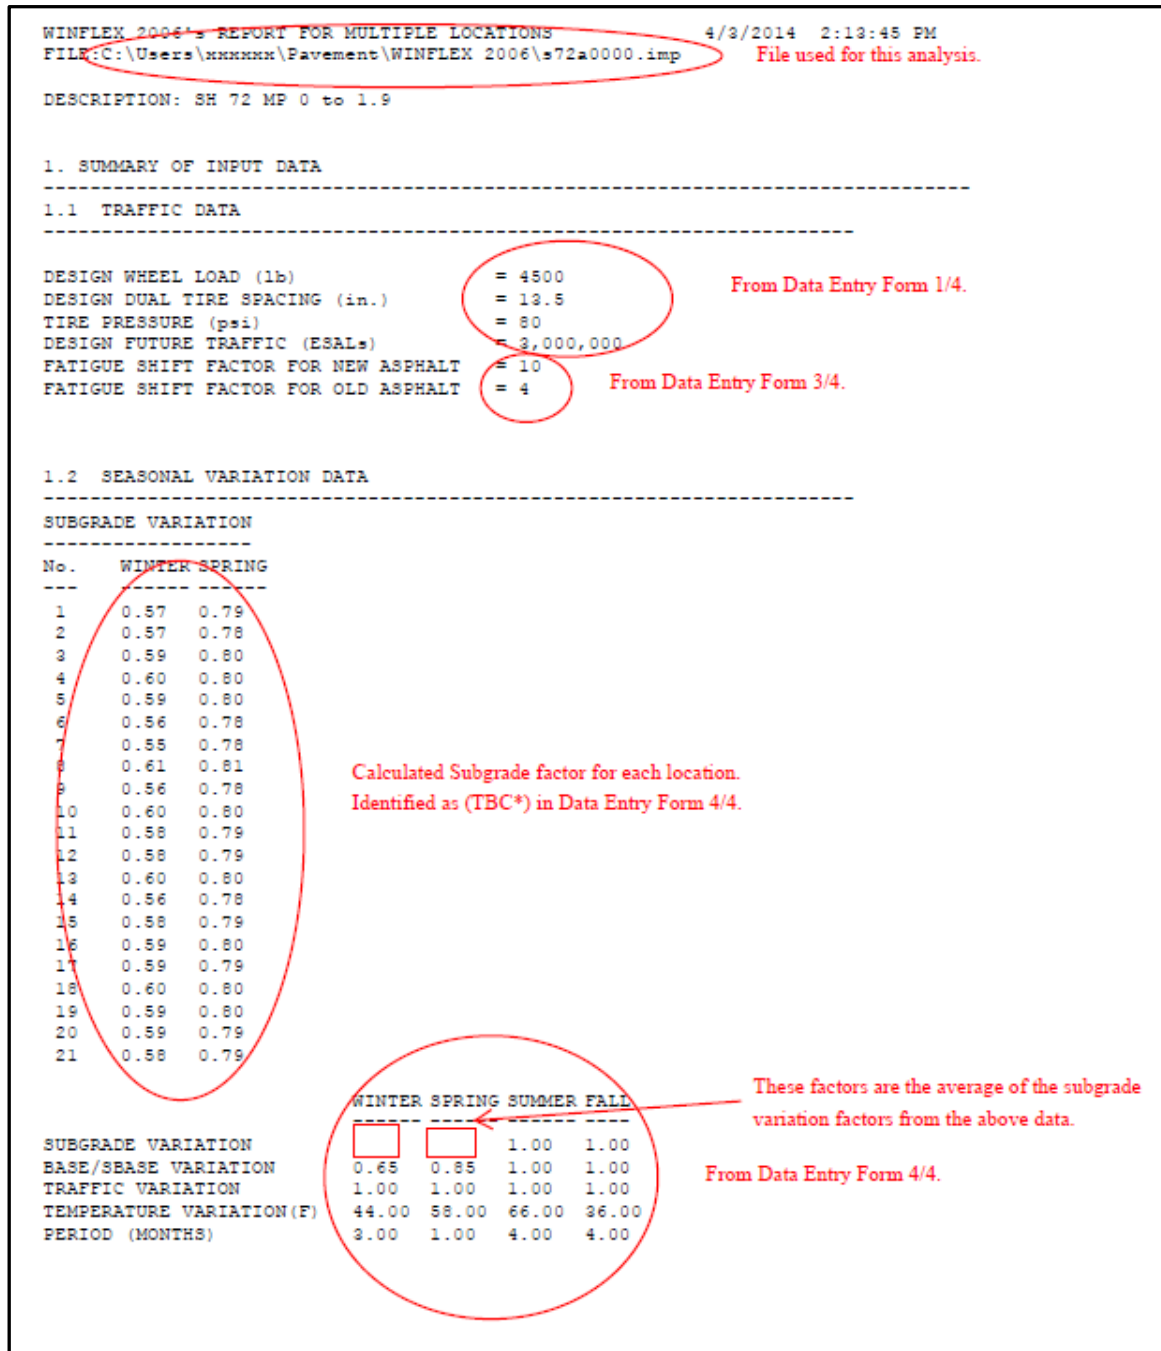 WINFLEX 2006's REPORT FOR MULTIPLE LOCATIONS 4/3/2014 2:13:45 PM
FILE:C:\Users\xxxxxx\Pavement\WINFLEX 2006\s72a0000.imp File used for this analysis.
DESCRIPTION: SH 72 MP 0 to 1.9
1. SUMMARY OF INPUT DATA
--------------------------------------------------------------------------------
1.1 TRAFFIC DATA
----------------------------------------------------------------------
DESIGN WHEEL LOAD (lb) = 4500
DESIGN DUAL TIRE SPACING (in.) = 13.5 From Data Entry Form 1/4.
TIRE PRESSURE (psi) = 80
DESIGN FUTURE TRAFFIC (ESALs) = 3,000,000
FATIGUE SHIFT FACTOR FOR NEW ASPHALT = 10
FATIGUE SHIFT FACTOR FOR OLD ASPHALT = 4 From Data Entry Form 3/4.
1.2 SEASONAL VARIATION DATA
----------------------------------------------------------------------
SUBGRADE VARIATION
------------------
No. WINTER SPRING
--- ------ ------
1 0.57 0.79
2 0.57 0.78
3 0.59 0.80
4 0.60 0.80
5 0.59 0.80
6 0.56 0.78
7 0.55 0.78
8 0.61 0.81 Calculated Subgrade factor for each location.
9 0.56 0.78
10 0.60 0.80 Identified as (TBC*) in Data Entry Form 4/4.
11 0.58 0.79
12 0.58 0.79
13 0.60 0.80
14 0.56 0.78
15 0.58 0.79
16 0.59 0.80
17 0.59 0.79
18 0.60 0.80
19 0.59 0.80
20 0.59 0.79
21 0.58 0.79
These factors are the average of the subgrade
variation factors from the above data.
WINTER SPRING SUMMER FALL
------ ------ ------ ----
SUBGRADE VARIATION 1.00 1.00
BASE/SBASE VARIATION 0.65 0.85 1.00 1.00 From Data Entry Form 4/4.
TRAFFIC VARIATION 1.00 1.00 1.00 1.00
TEMPERATURE VARIATION(F) 44.00 58.00 66.00 36.00
PERIOD (MONTHS) 3.00 1.00 4.00 4.00